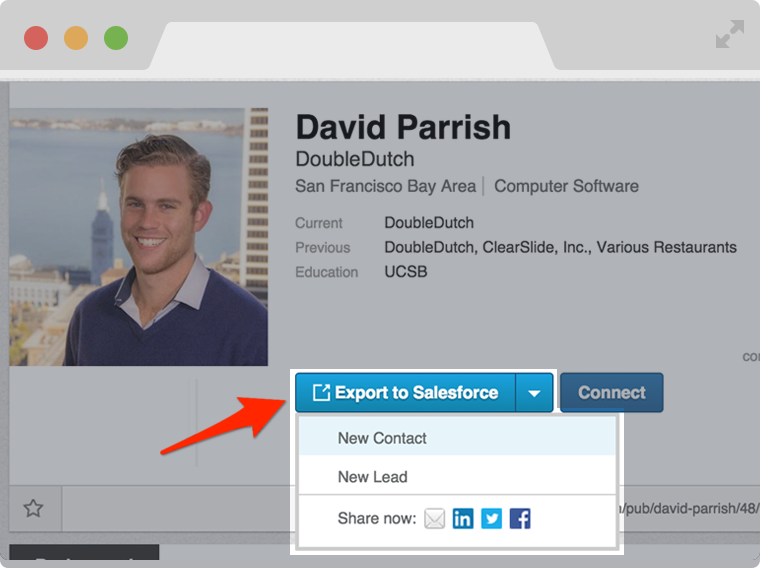 David Parrish
DoubleDutch
San Francisco Bay Area | Computer Software
Current DoubleDutch
Previous DoubleDutch, ClearSlide, Inc., Various Restaurants
Education UCSB
Export to Salesforce
Connect
New Contact
New Lead
Share now:
/pub/david-parrish/48/